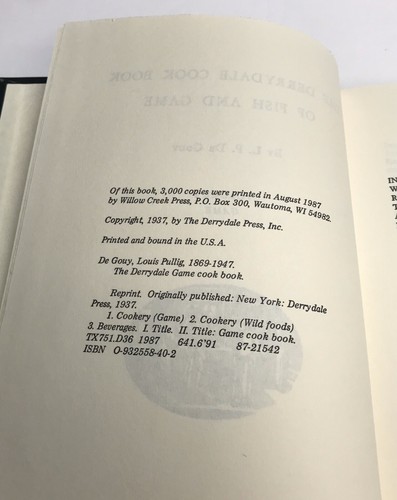 Of this book, 3,000 copies were printed in August 1987
by Willow Creek Press, P.O. Box 300, Wautoma, WI 54982.
Copyright, 1937, by The Derrydale Press, Inc.
Printed and bound in the U.S.A.
De Gouy, Louis Pullig, 1869-1947.
The Derrydale Game cook book.
Reprint. Originally published: New York: Derrydale
Press, 1937.
1. Cookery (Game) 2. Cookery (Wild foods)
3. Beverages. I. Title. II. Title: Game cook book.
TX751.D36 1987 641.6'91 87-21542
ISBN O-932558-40-2